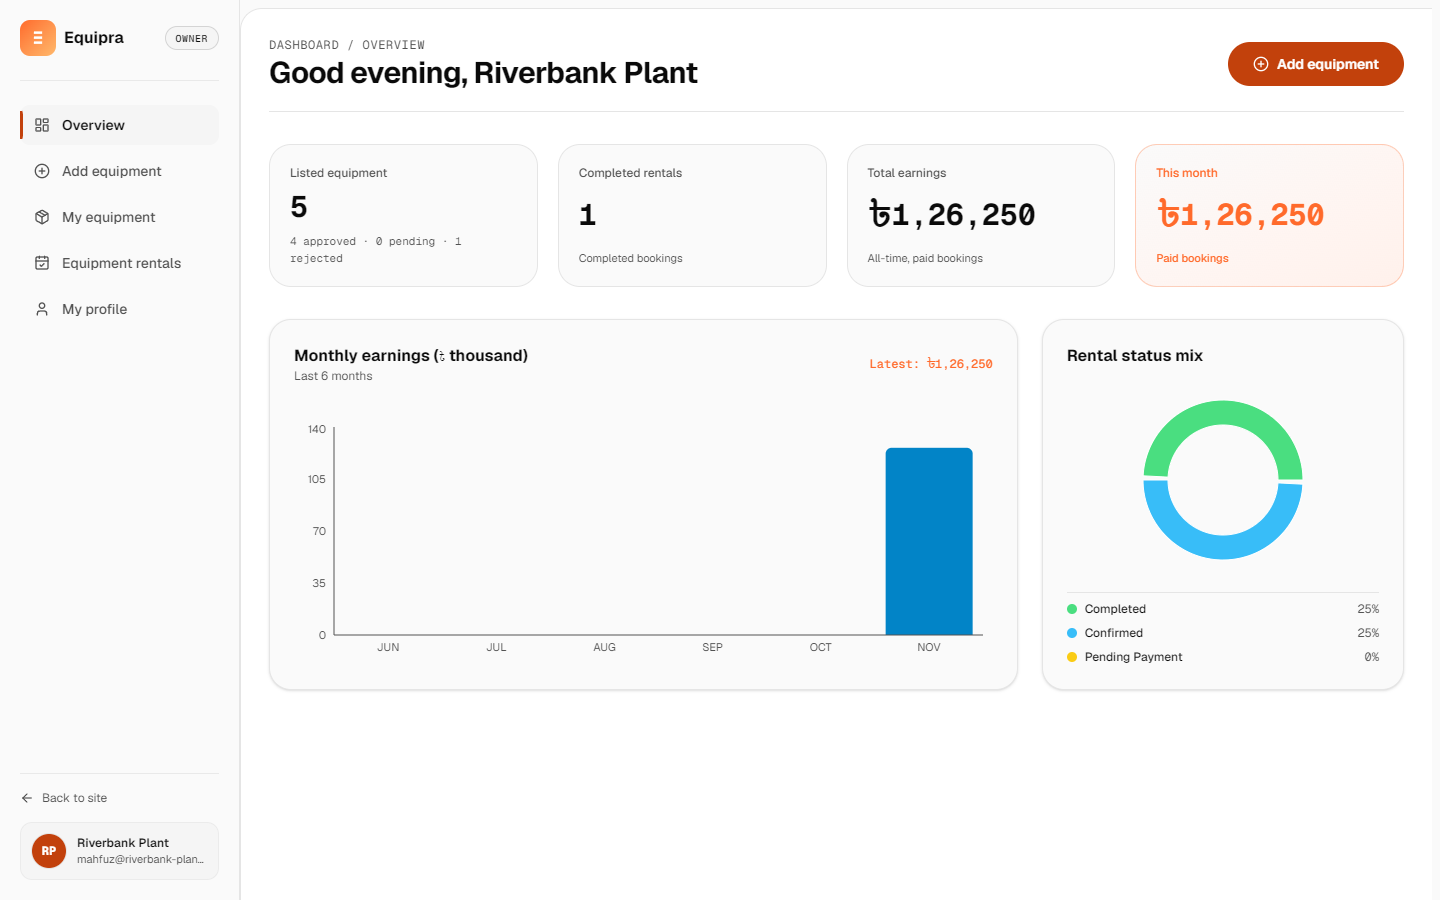 Equipra
OWNER
Overview
Add equipment
My equipment
Equipment rentals
My profile
Back to site
RP
Riverbank Plant
mahfuz@riverbank-plan...
DASHBOARD / OVERVIEW
Good evening, Riverbank Plant
Add equipment
Listed equipment
5
4 approved · 0 pending · 1
rejected
Completed rentals
1
Completed bookings
Total earnings
৳1,26,250
All-time, paid bookings
This month
৳1,26,250
Paid bookings
Monthly earnings (৳ thousand)
Last 6 months
Latest: ৳1,26,250
140
105
70
35
0
JUN JUL AUG SEP OCT NOV
Rental status mix
Completed 25%
Confirmed 25%
Pending Payment 0%